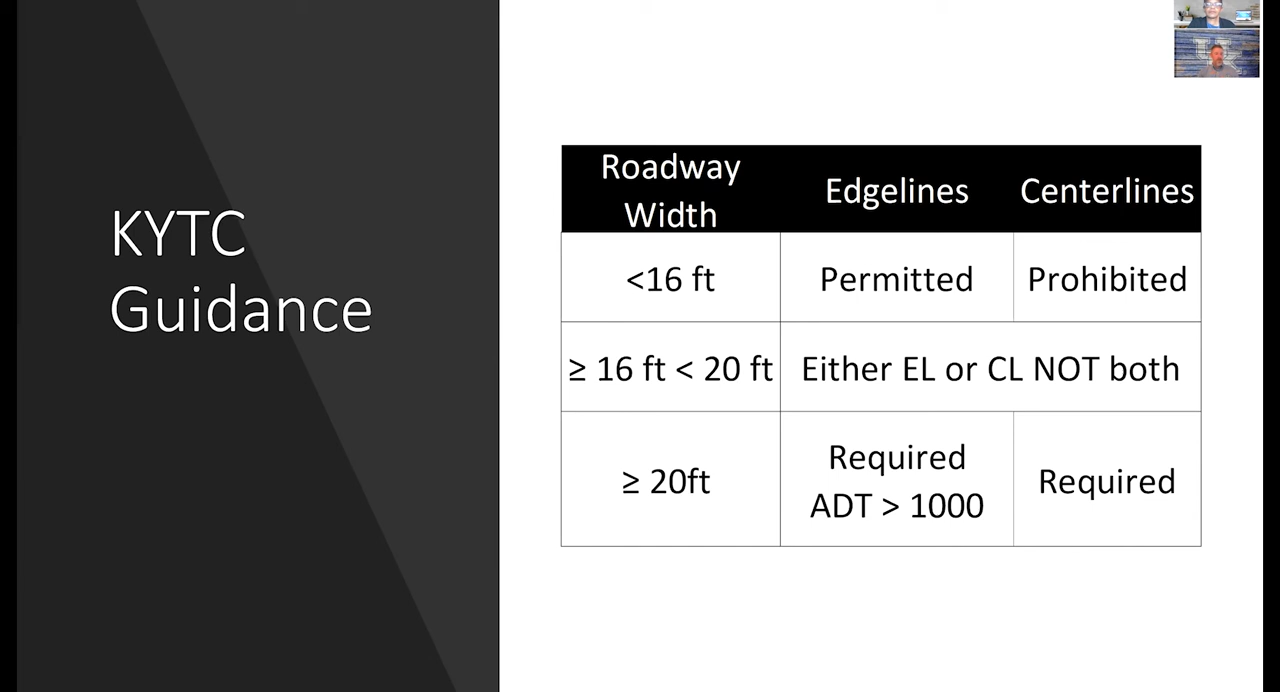 KYTC
Guidance
Roadway
Width
Edgelines
Centerlines
<16 ft
Permitted
Prohibited
≥ 16 ft < 20 ft
Either EL or CL NOT both
≥ 20ft
Required
ADT > 1000
Required